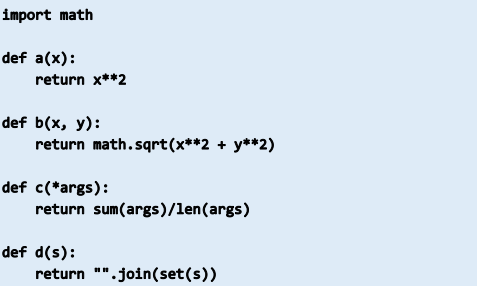 import math
def a(x):
    return x**2
def b(x, y):
    return math.sqrt(x**2 + y**2)
def c(*args):
    return sum(args)/len(args)
def d(s):
    return "".join(set(s))